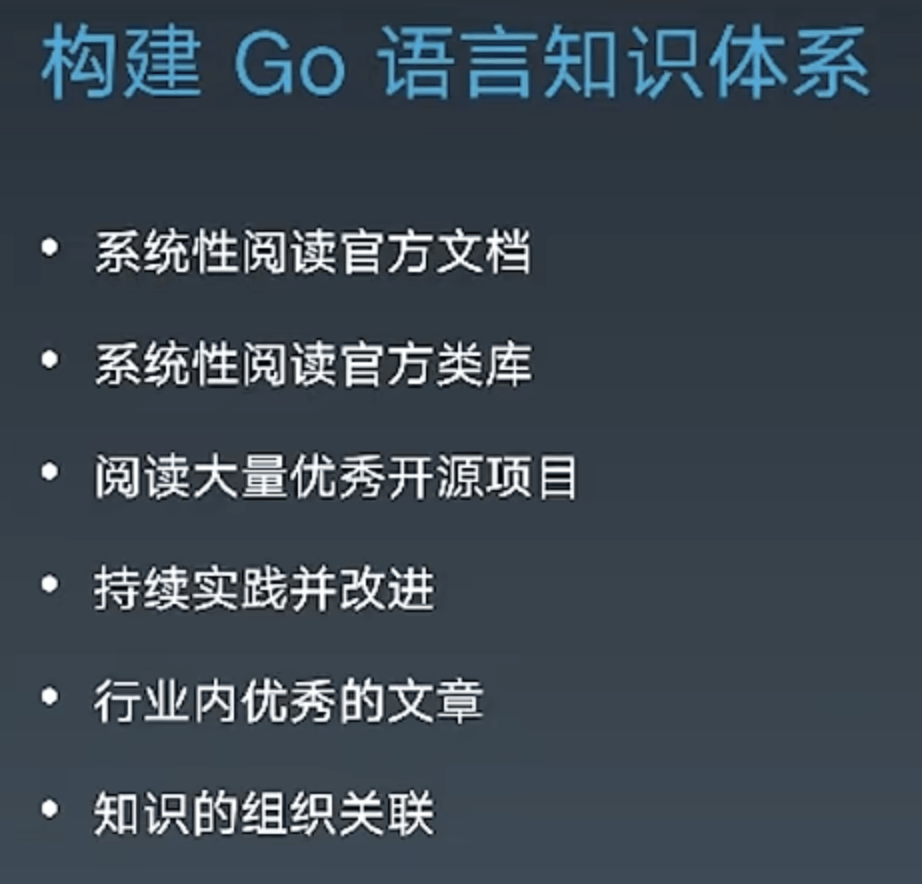 构建 Go 语言知识体系
• 系统性阅读官方文档
• 系统性阅读官方类库
• 阅读大量优秀开源项目
• 持续实践并改进
• 行业内优秀的文章
• 知识的组织关联